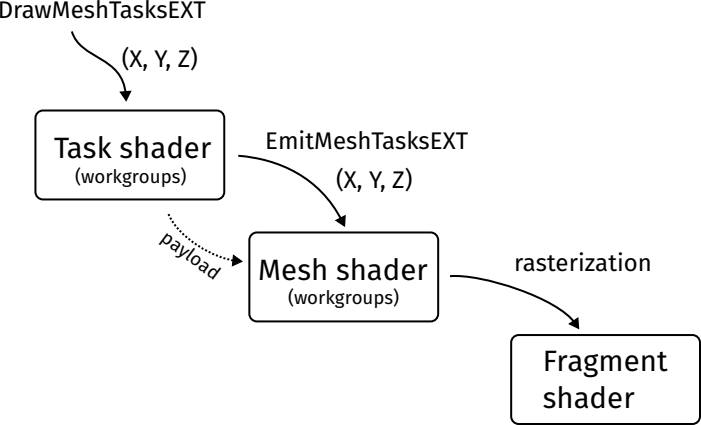 DrawMeshTasksEXT
(X, Y, Z)
Task shader
(workgroups)
EmitMeshTasksEXT
(X, Y, Z)
payload
Mesh shader
(workgroups)
rasterization
Fragment
shader